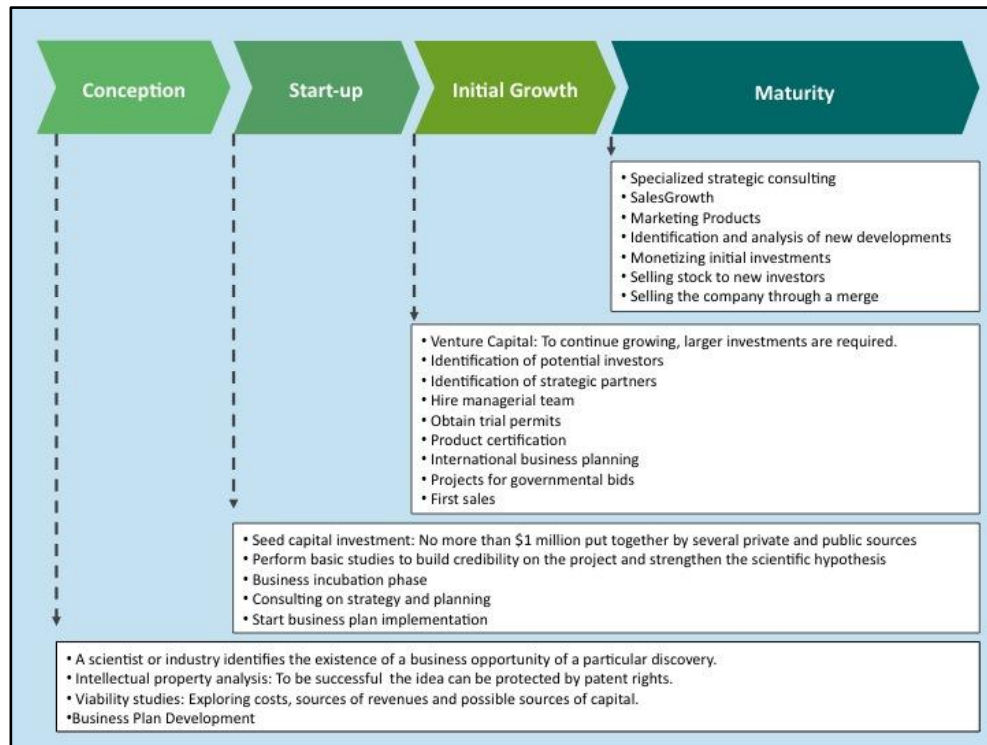 Conception
Start-up
Initial Growth
Maturity
• Specialized strategic consulting
• SalesGrowth
• Marketing Products
• Identification and analysis of new developments
• Monetizing initial investments
• Selling stock to new investors
• Selling the company through a merge
• Venture Capital: To continue growing, larger investments are required.
• Identification of potential investors
• Identification of strategic partners
• Hire managerial team
• Obtain trial permits
• Product certification
• International business planning
• Projects for governmental bids
• First sales
• Seed capital investment: No more than $1 million put together by several private and public sources
• Perform basic studies to build credibility on the project and strengthen the scientific hypothesis
• Business incubation phase
• Consulting on strategy and planning
• Start business plan implementation
• A scientist or industry identifies the existence of a business opportunity of a particular discovery.
• Intellectual property analysis: To be successful the idea can be protected by patent rights.
• Viability studies: Exploring costs, sources of revenues and possible sources of capital.
•Business Plan Development